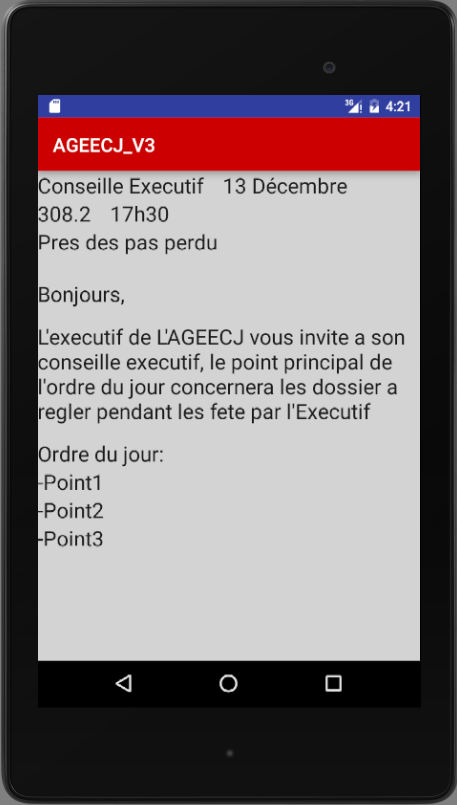 3G 4:21
AGEECJ_V3
Conseille Executif 13 Décembre
308.2 17h30
Pres des pas perdu
Bonjours,
L'executif de L'AGEECJ vous invite a son
conseille executif, le point principal de
l'ordre du jour concernera les dossier a
regler pendant les fete par l'Executif
Ordre du jour:
-Point1
-Point2
-Point3